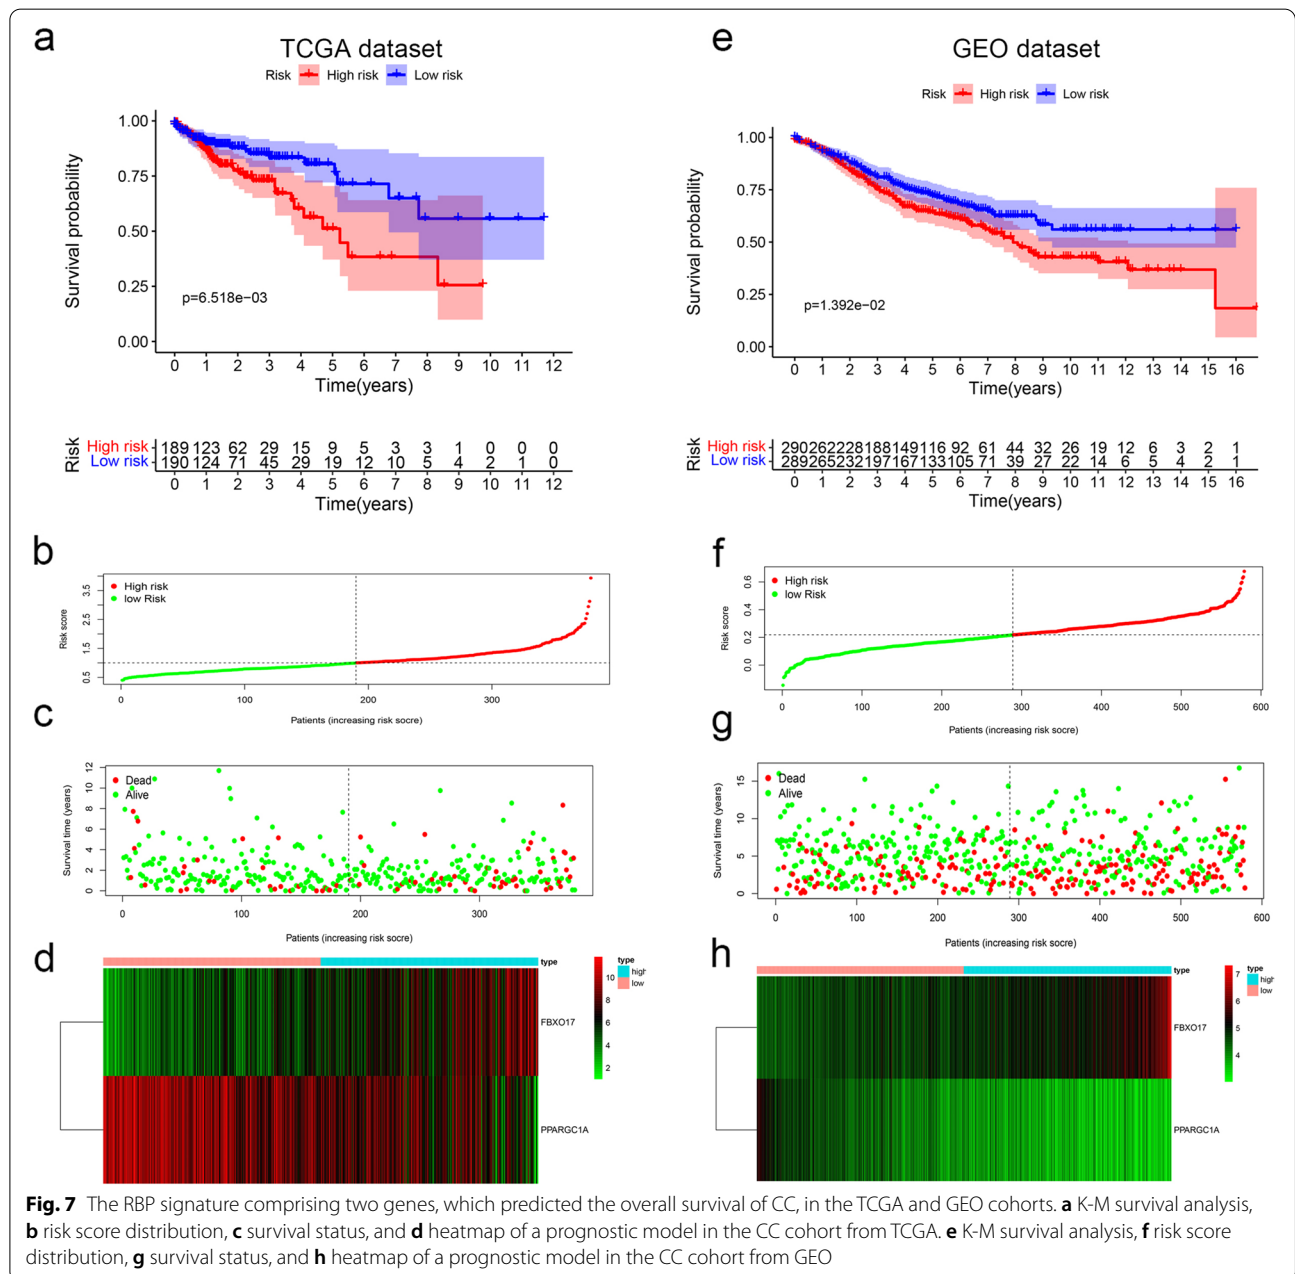 a
TCGA dataset
Risk High risk Low risk
Survival probability
1.00
0.75
0.50
0.25
0.00
p=6.518e−03
0 1 2 3 4 5 6 7 8 9 10 11 12
Time(years)
Risk
High risk 189 123 62 29 15 9 5 3 3 1 0 0 0
Low risk 190 124 71 45 29 19 12 10 5 4 2 1 0
0 1 2 3 4 5 6 7 8 9 10 11 12
Time(years)
e
GEO dataset
Risk High risk Low risk
Survival probability
1.00
0.75
0.50
0.25
0.00
p=1.392e−02
0 1 2 3 4 5 6 7 8 9 10 11 12 13 14 15 16
Time(years)
Risk
High risk 290 262 228 188 149 116 92 61 44 32 26 19 12 6 3 2 1
Low risk 289 265 232 197 167 133 105 71 39 27 22 14 6 5 4 2 1
0 1 2 3 4 5 6 7 8 9 10 11 12 13 14 15 16
Time(years)
b
High risk
low Risk
Risk score
3.5
2.5
1.5
0.5
0 100 200 300
Patients (increasing risk socre)
f
High risk
low Risk
Risk score
0.6
0.4
0.2
0.0
0 100 200 300 400 500 600
Patients (increasing risk socre)
c
Dead
Alive
Survival time (years)
12
10
8
6
4
2
0
0 100 200 300
Patients (increasing risk socre)
g
Dead
Alive
Survival time (years)
15
10
5
0
0 100 200 300 400 500 600
Patients (increasing risk socre)
d
type
FBXO17
PPARGC1A
10
8
6
4
2
type
high
low
h
type
FBXO17
PPARGC1A
7
6
5
4
type
high
low
Fig. 7 The RBP signature comprising two genes, which predicted the overall survival of CC, in the TCGA and GEO cohorts. a K-M survival analysis,
b risk score distribution, c survival status, and d heatmap of a prognostic model in the CC cohort from TCGA. e K-M survival analysis, f risk score
distribution, g survival status, and h heatmap of a prognostic model in the CC cohort from GEO